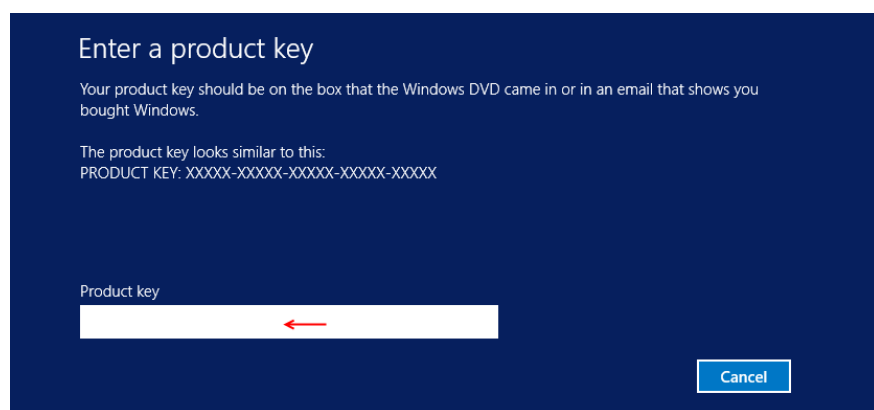 Enter a product key
Your product key should be on the box that the Windows DVD came in or in an email that shows you
bought Windows.
The product key looks similar to this:
PRODUCT KEY: XXXXX-XXXXX-XXXXX-XXXXX-XXXXX
Product key
Cancel